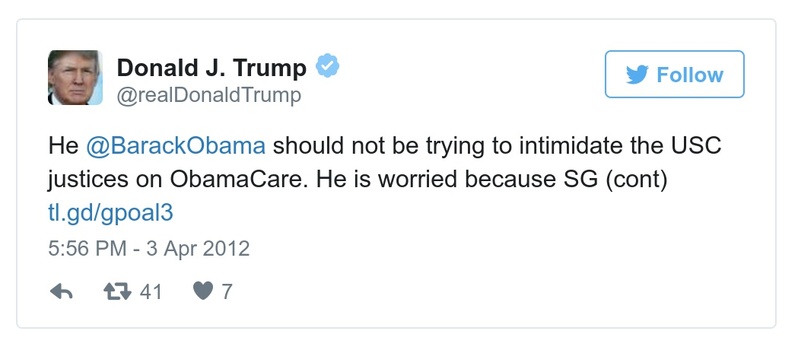 Donald J. Trump
@realDonaldTrump
Follow
He @BarackObama should not be trying to intimidate the USC
justices on ObamaCare. He is worried because SG (cont)
tl.gd/gpoal3
5:56 PM - 3 Apr 2012
41 7